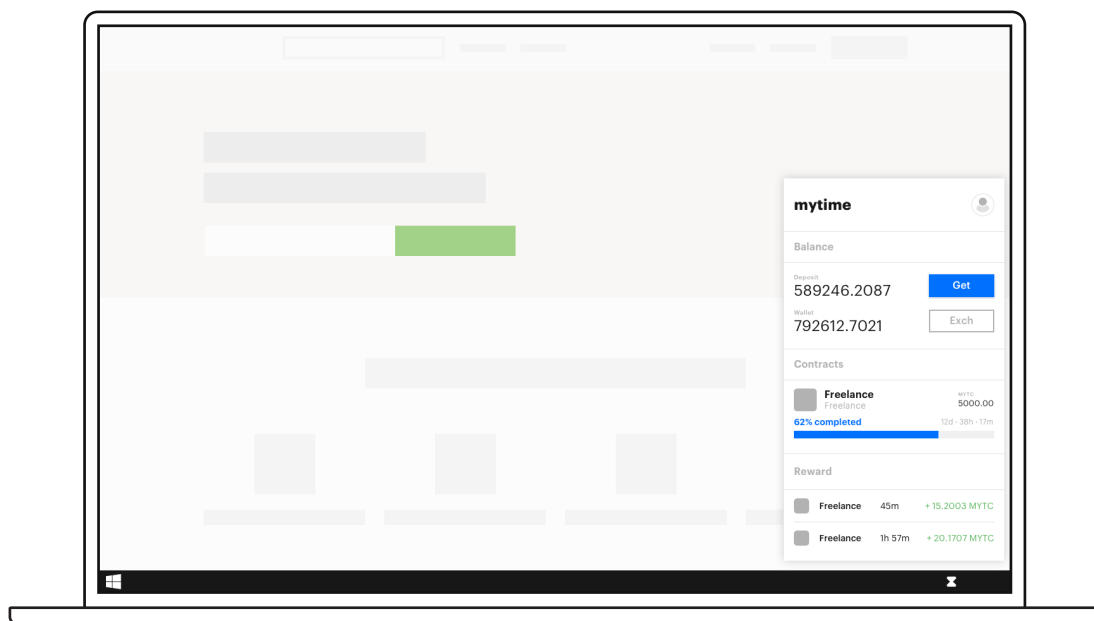 mytime
Balance
Deposit
589246.2087
Get
Wallet
792612.7021
Exch
Contracts
Freelance
Freelance
MYTC
5000.00
62% completed
12d - 38h - 17m
Reward
Freelance 45m + 15.2003 MYTC
Freelance 1h 57m + 20.1707 MYTC